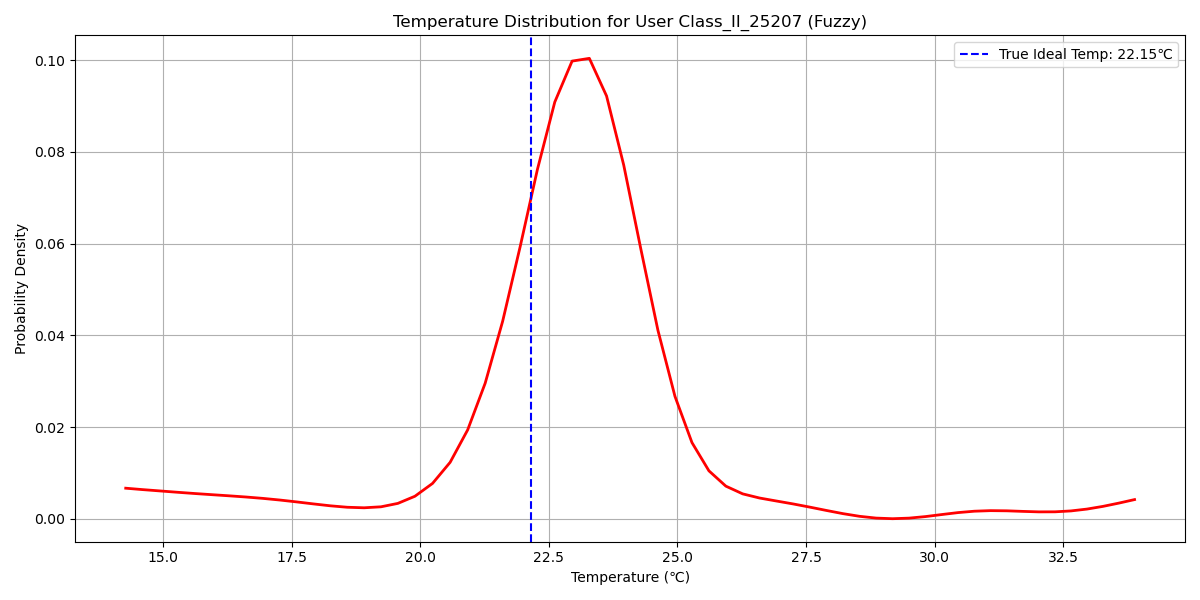 Temperature Distribution for User Class_II_25207 (Fuzzy)
True Ideal Temp: 22.15℃
Probability Density
0.10
0.08
0.06
0.04
0.02
0.00
15.0 17.5 20.0 22.5 25.0 27.5 30.0 32.5
Temperature (℃)